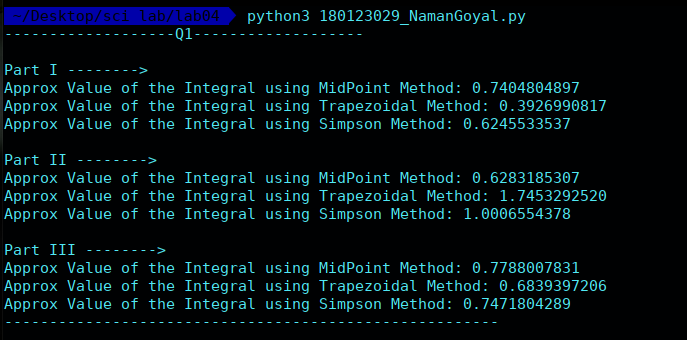 ~/Desktop/sci lab/lab04 python3 180123029_NamanGoyal.py
-------------------Q1-------------------
Part I -------->
Approx Value of the Integral using MidPoint Method: 0.7404804897
Approx Value of the Integral using Trapezoidal Method: 0.3926990817
Approx Value of the Integral using Simpson Method: 0.6245533537
Part II -------->
Approx Value of the Integral using MidPoint Method: 0.6283185307
Approx Value of the Integral using Trapezoidal Method: 1.7453292520
Approx Value of the Integral using Simpson Method: 1.0006554378
Part III -------->
Approx Value of the Integral using MidPoint Method: 0.7788007831
Approx Value of the Integral using Trapezoidal Method: 0.6839397206
Approx Value of the Integral using Simpson Method: 0.7471804289
-------------------------------------------------------